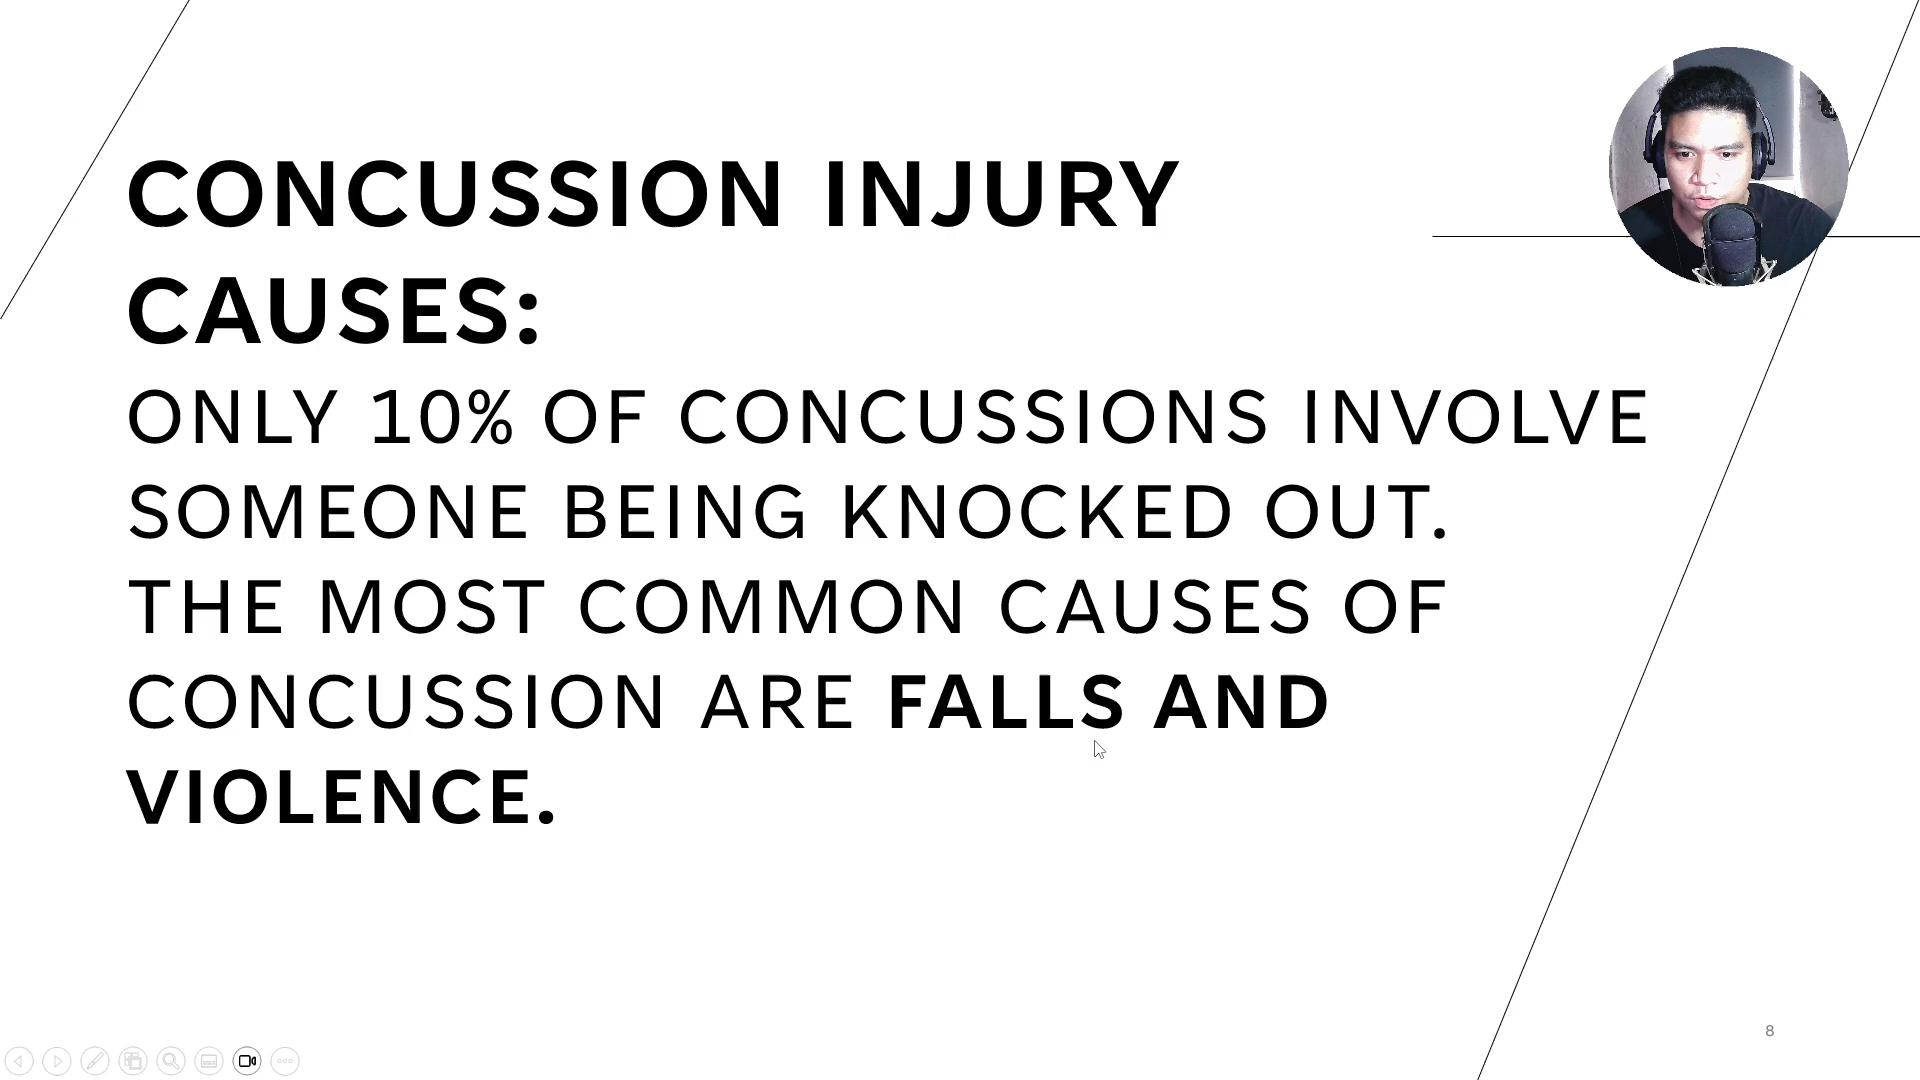 CONCUSSION INJURY
CAUSES:
ONLY 10% OF CONCUSSIONS INVOLVE
SOMEONE BEING KNOCKED OUT.
THE MOST COMMON CAUSES OF
CONCUSSION ARE FALLS AND
VIOLENCE.
8